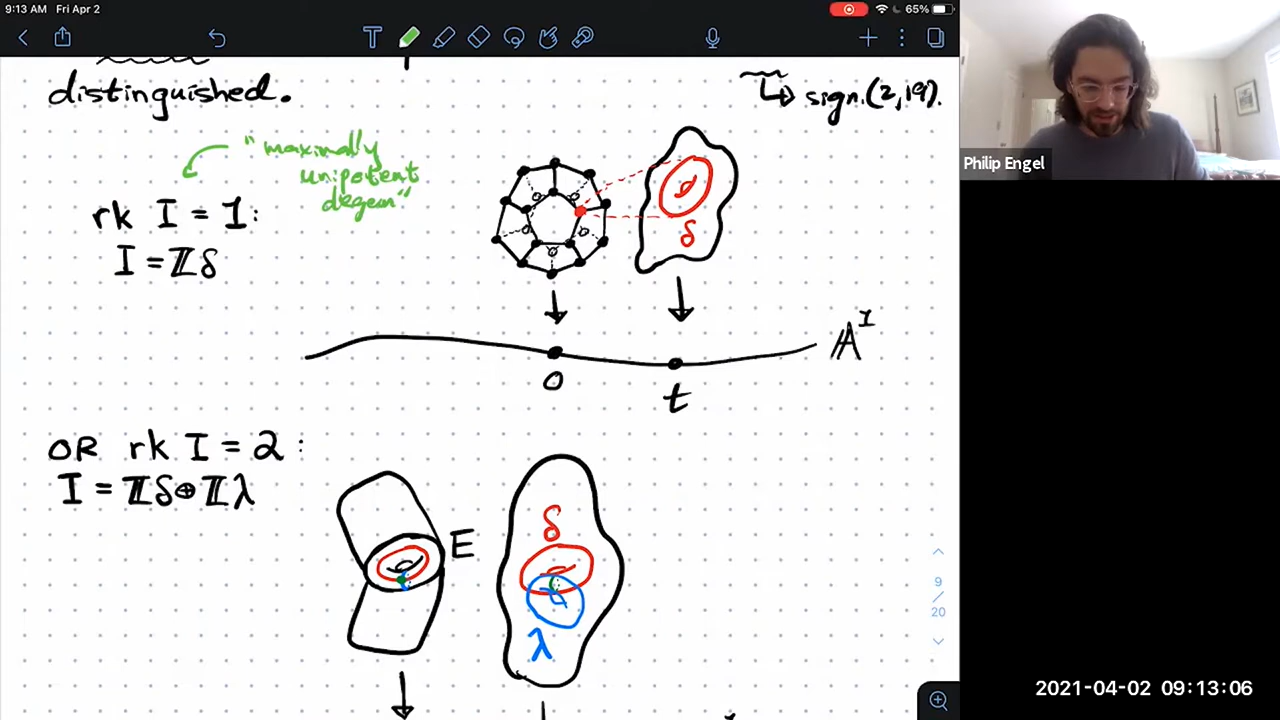 9:13 AM Fri Apr 2
65%
distinguished.
↳ sign. (2,19).
"maximally
unipotent
degen"
rk I = 1:
I = ℤδ
δ
𝔸¹
0
t
OR rk I = 2:
I = ℤδ⊕ℤλ
E
δ
λ
9
/
20
Philip Engel
2021-04-02 09:13:06